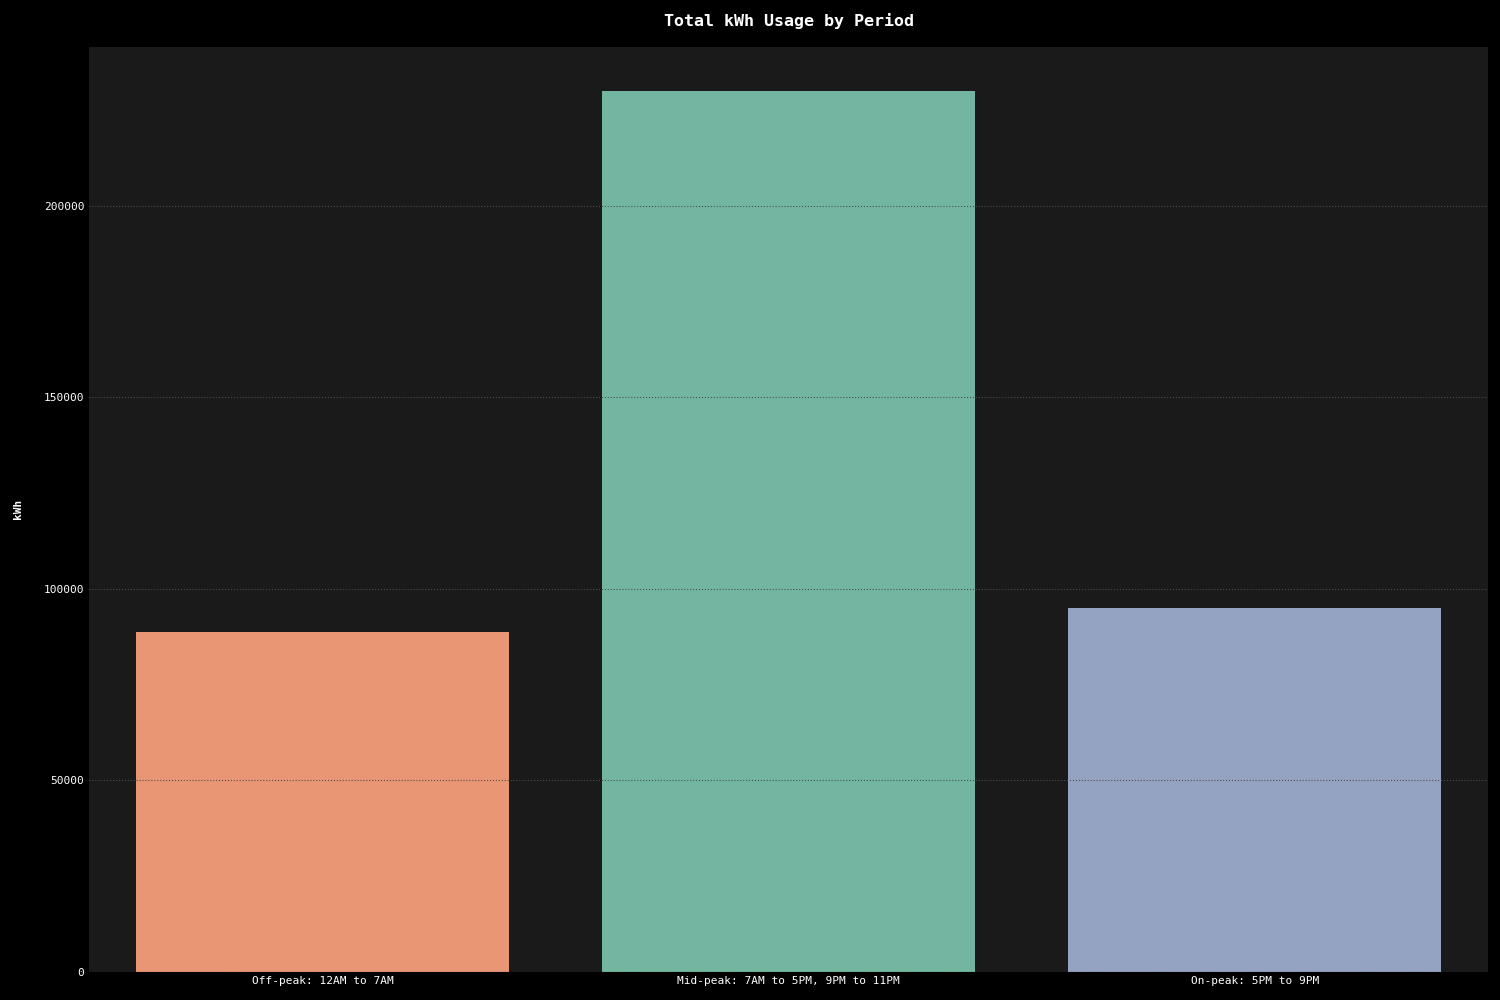 Total kWh Usage by Period
200000
150000
100000
50000
0
kWh
Off-peak: 12AM to 7AM
Mid-peak: 7AM to 5PM, 9PM to 11PM
On-peak: 5PM to 9PM